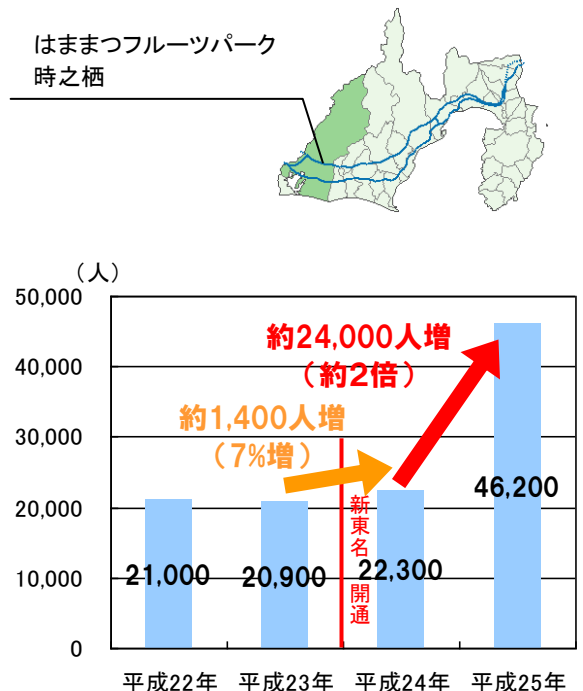 はままつフルーツパーク
時之栖
（人）
50,000
40,000
30,000
20,000
10,000
0
約24,000人増
（約2倍）
約1,400人増
（7%増）
新東名 開通
21,000
20,900
22,300
46,200
平成22年
平成23年
平成24年
平成25年